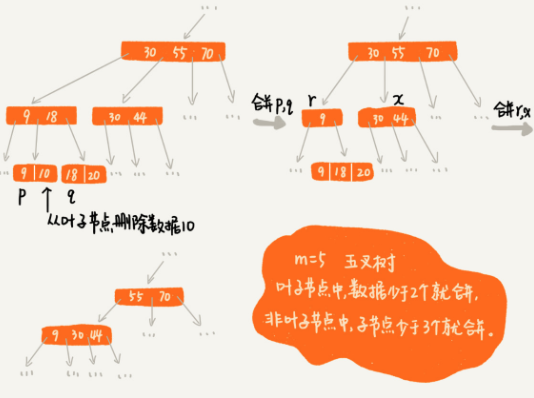 30 55 70
9 18
30 44
9 10
18 20
p
q
从叶子节点删除数据10
合并p,q
30 55 70
r
x
9
30 44
9 18 20
合并r,x
55 70
9 30 44
m=5 五叉树
叶子节点中,数据少于2个就合并,
非叶子节点中,子节点少于3个就合并。